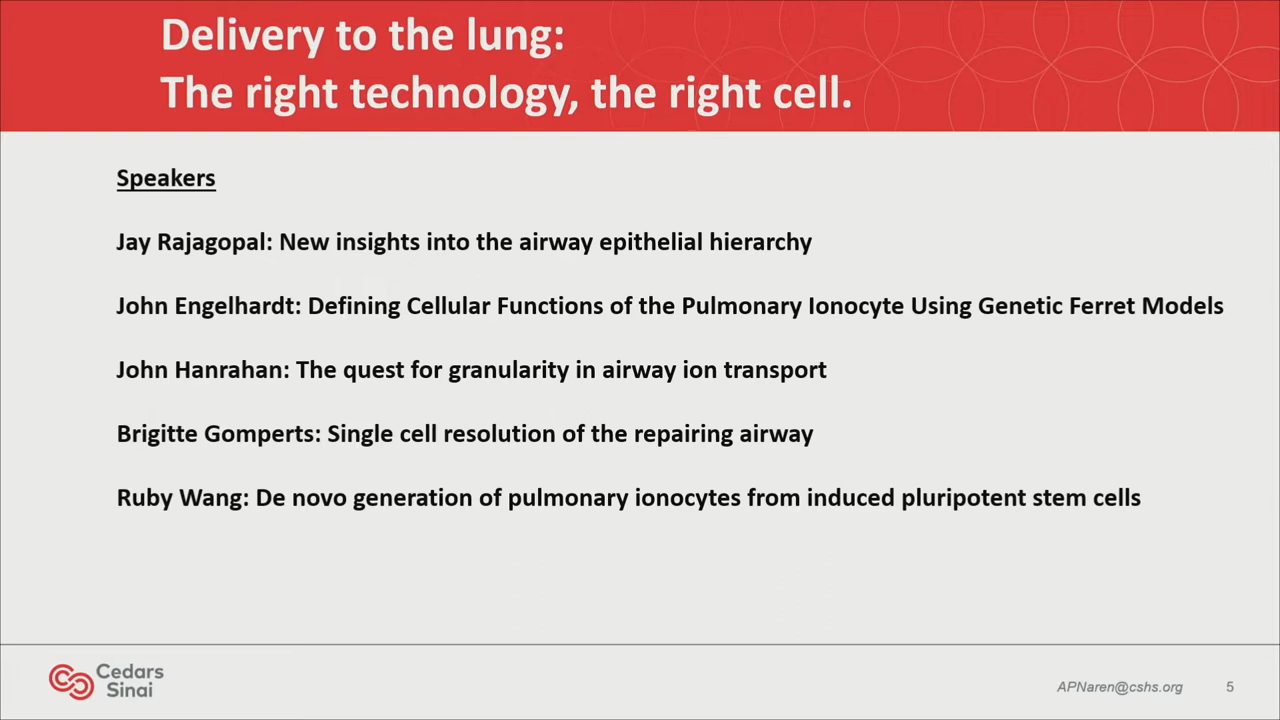 Delivery to the lung:
The right technology, the right cell.
Speakers
Jay Rajagopal: New insights into the airway epithelial hierarchy
John Engelhardt: Defining Cellular Functions of the Pulmonary Ionocyte Using Genetic Ferret Models
John Hanrahan: The quest for granularity in airway ion transport
Brigitte Gomperts: Single cell resolution of the repairing airway
Ruby Wang: De novo generation of pulmonary ionocytes from induced pluripotent stem cells
Cedars
Sinai
APNaren@cshs.org
5